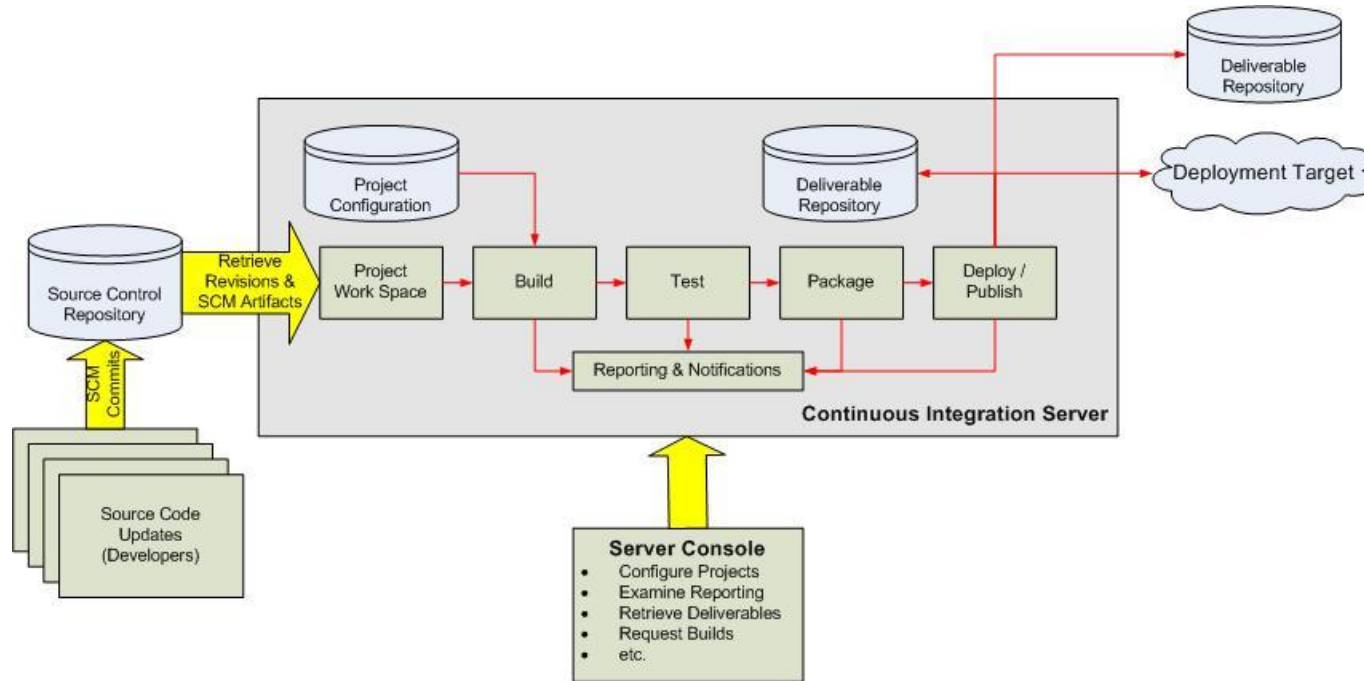 Deliverable
Repository
Project
Configuration
Deliverable
Repository
Deployment Target
Source Control
Repository
Retrieve
Revisions &
SCM Artifacts
Project
Work Space
Build
Test
Package
Deploy /
Publish
Reporting & Notifications
Continuous Integration Server
SCM
Commits
Source Code
Updates
(Developers)
Server Console
• Configure Projects
• Examine Reporting
• Retrieve Deliverables
• Request Builds
• etc.